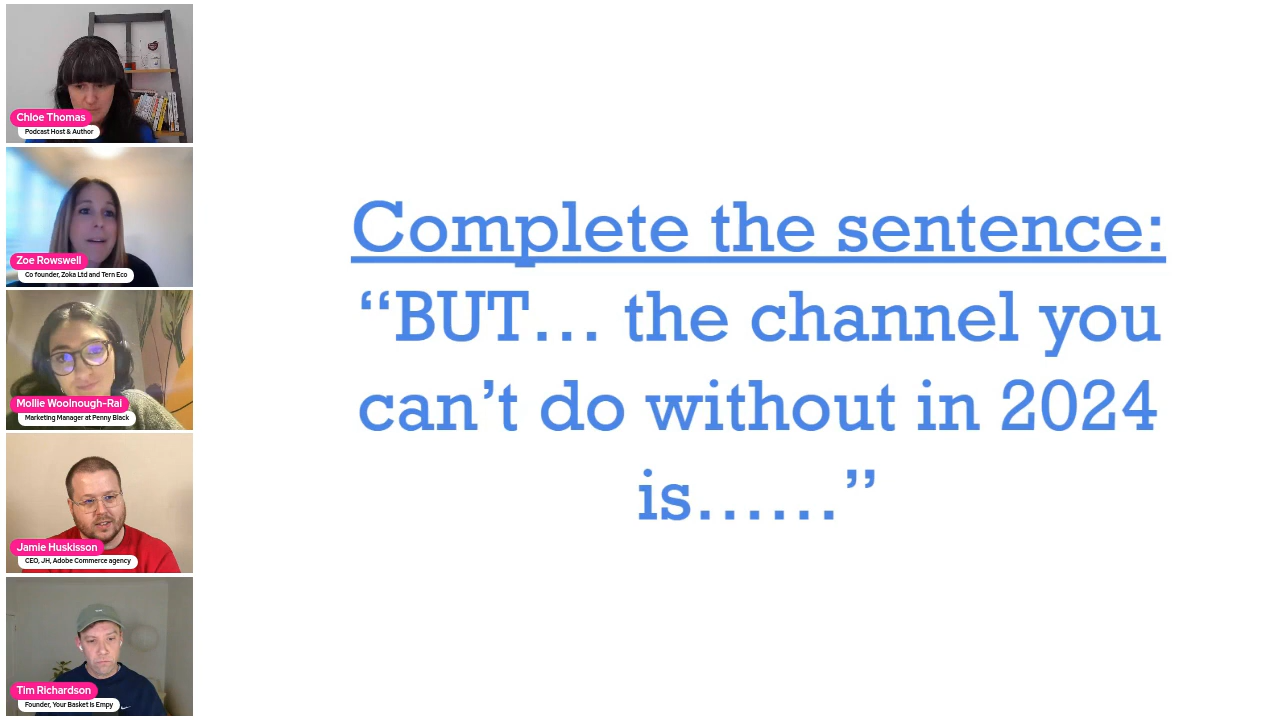 Chloe Thomas
Podcast Host & Author
Zoe Rowswell
Co founder, Zoka Ltd and Tern Eco
Mollie Woolnough-Rai
Marketing Manager at Penny Black
Jamie Huskisson
CEO, JH, Adobe Commerce agency
Tim Richardson
Founder, Your Basket Is Empy
Complete the sentence:
“BUT… the channel you
can’t do without in 2024
is……”